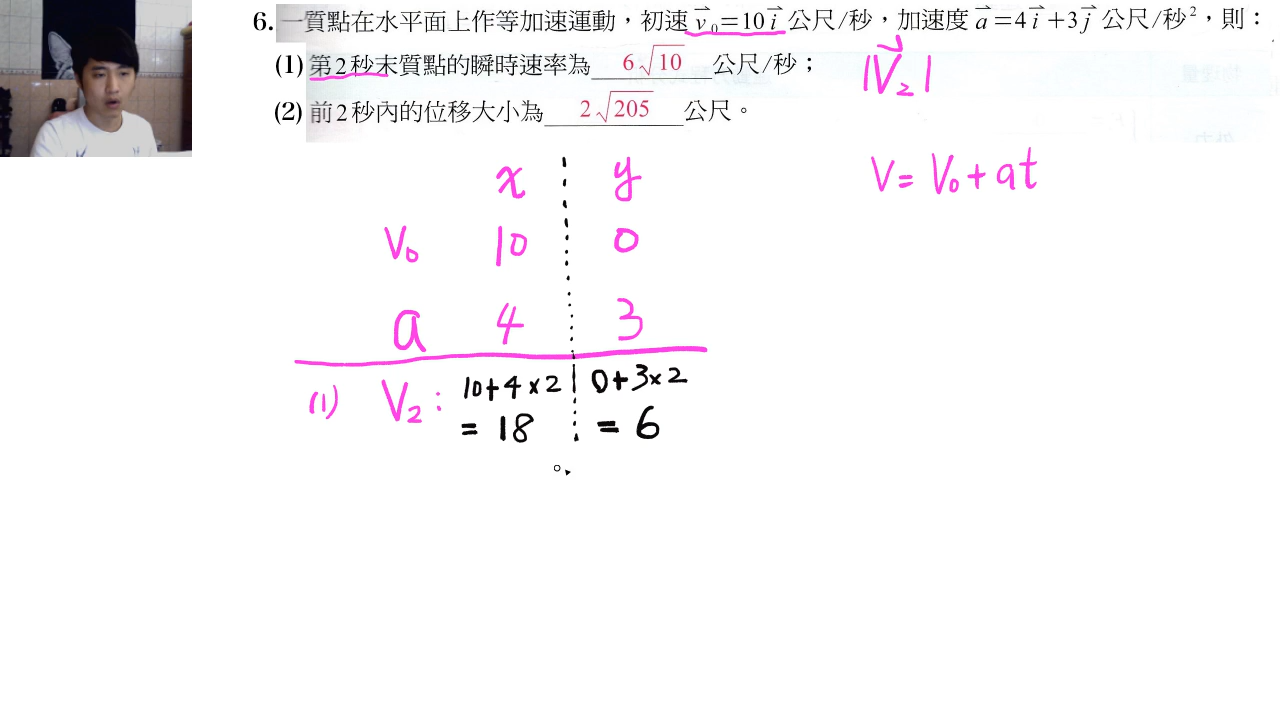 6. 一質點在水平面上作等加速運動，初速 v⃗₀=10 i⃗ 公尺/秒，加速度 a⃗=4 i⃗+3 j⃗ 公尺/秒²，則：
(1) 第2秒末質點的瞬時速率為 6√10 公尺/秒；
|V⃗₂|
(2) 前2秒內的位移大小為 2√205 公尺。
x y
V=V₀+at
V₀ 10 0
a 4 3
(1) V₂: 10+4×2 0+3×2
=18 =6